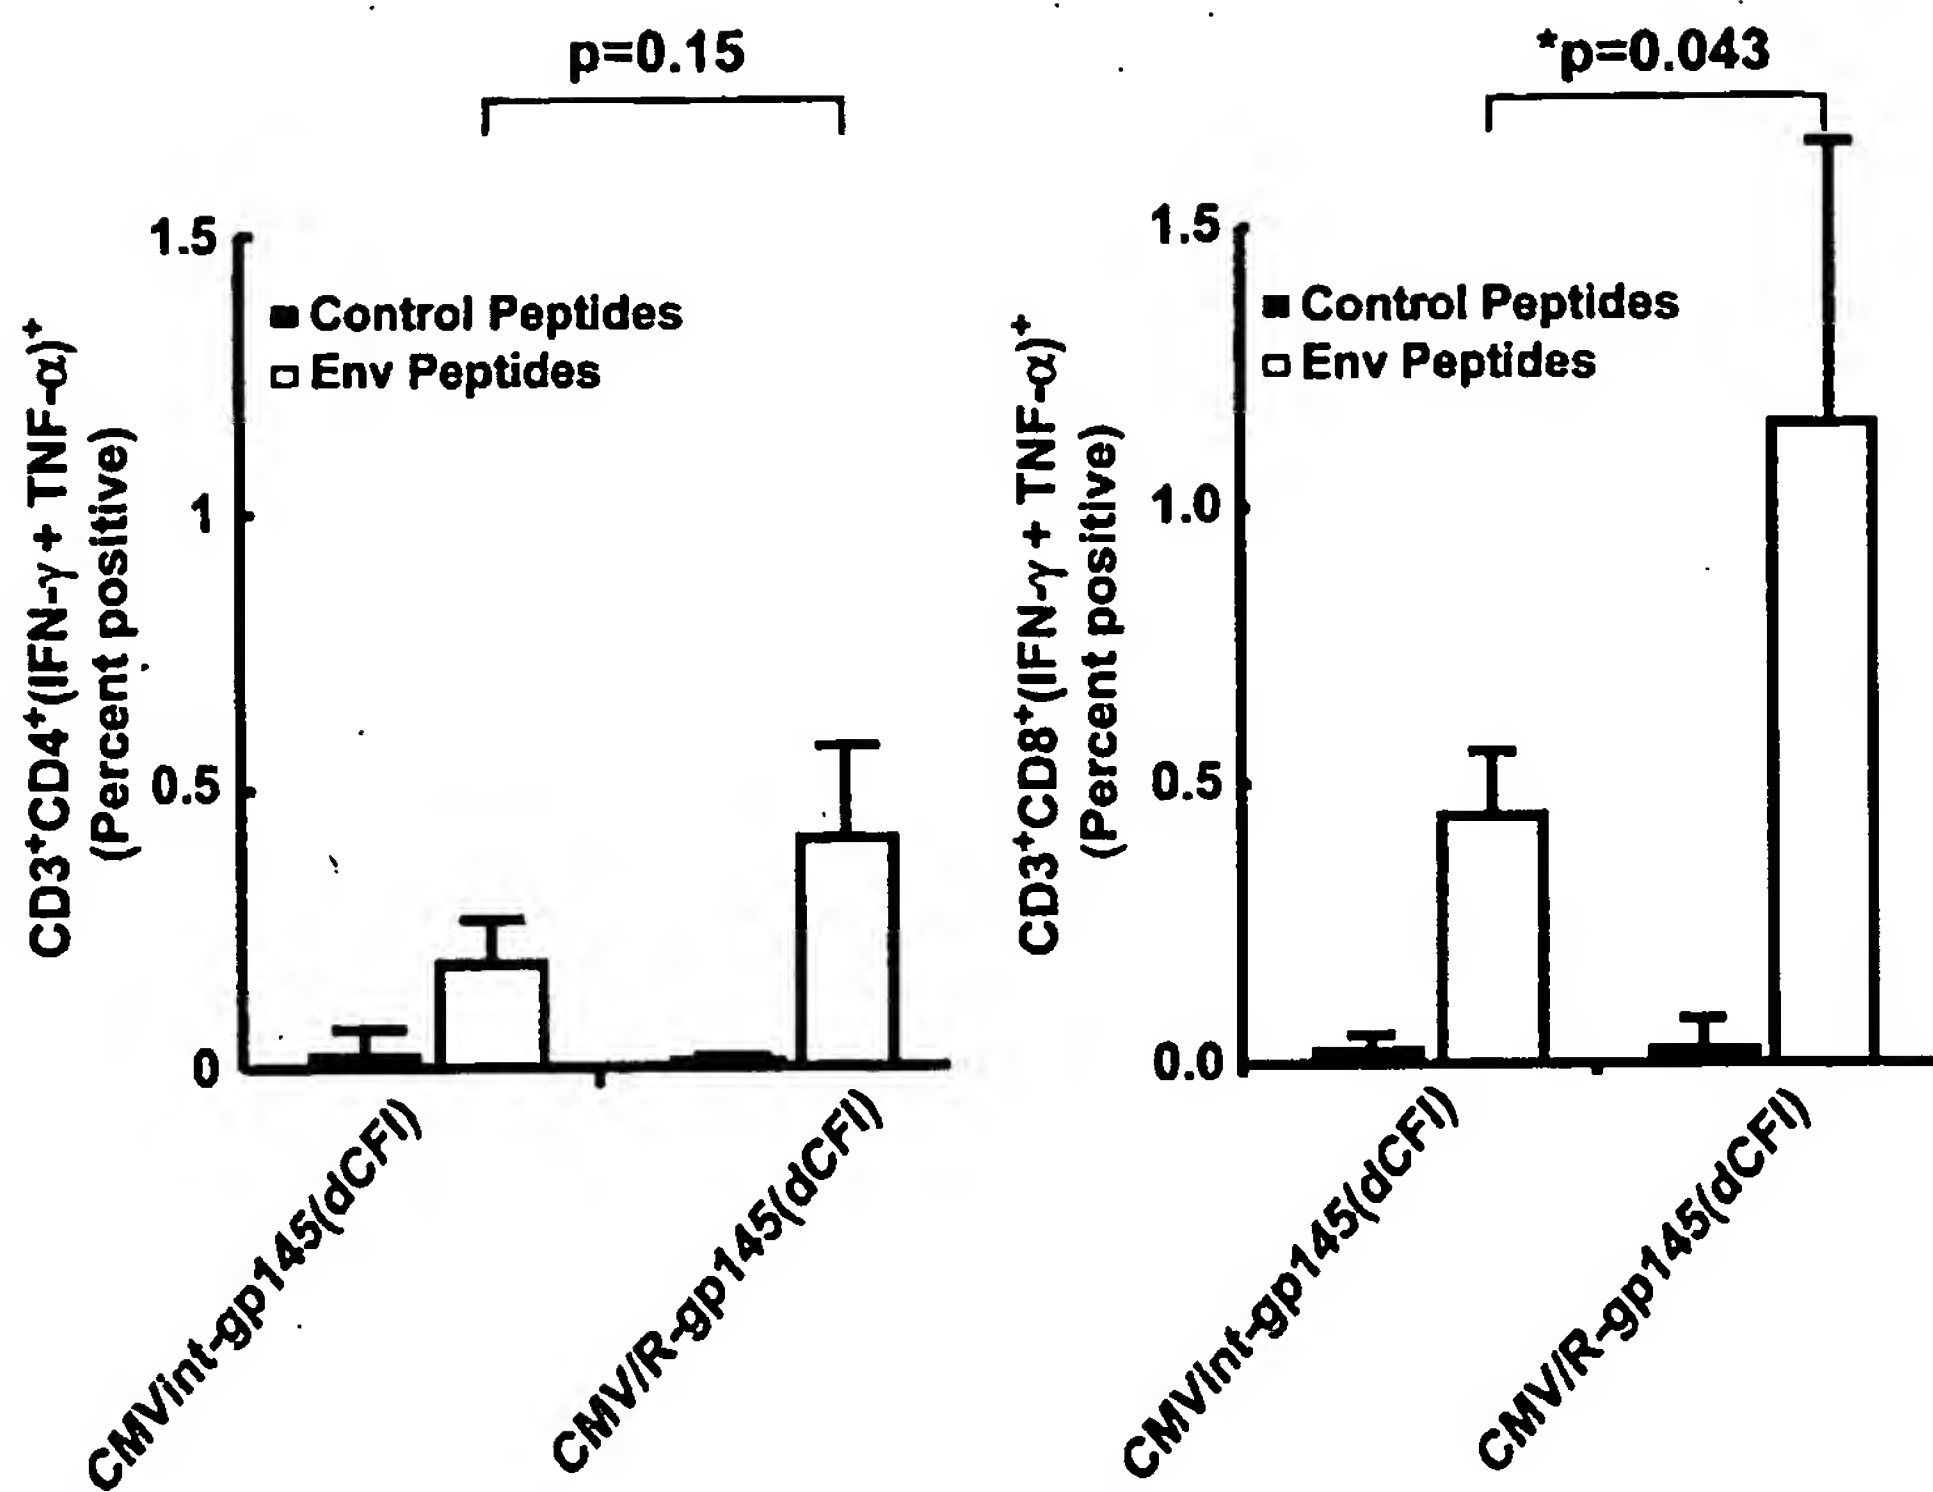 p=0.15
1.5
■ Control Peptides
□ Env Peptides
1
0.5
0
CD3⁺CD4⁺(IFN-γ + TNF-α)⁺
(Percent positive)
CMVint-gp145(dCFI)
CMV/R-gp145(dCFI)
*p=0.043
1.5
■ Control Peptides
□ Env Peptides
1.0
0.5
0.0
CD3⁺CD8⁺(IFN-γ + TNF-α)⁺
(Percent positive)
CMVInt-gp145(dCFI)
CMV/R-gp145(dCFI)